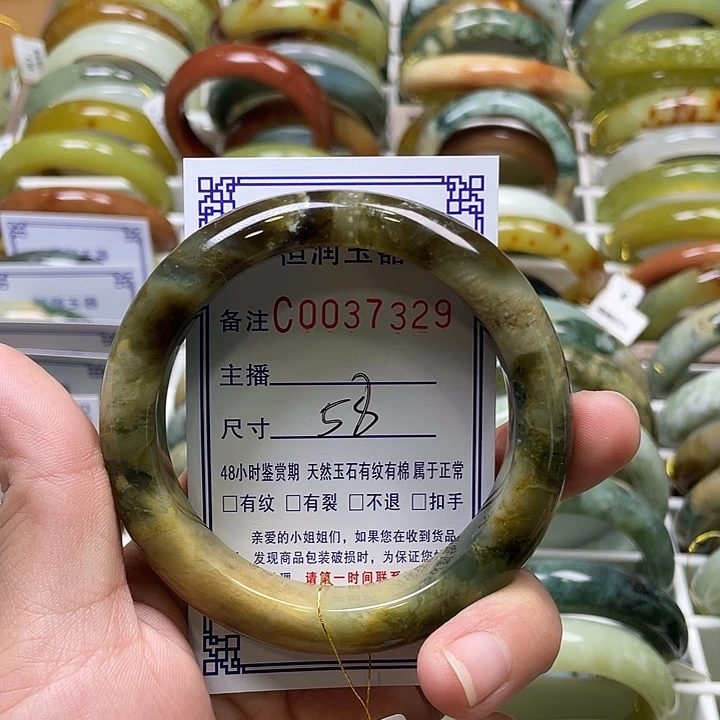 恒润玉器
备注C0037329
主播
尺寸 58
48小时鉴赏期 天然玉石有纹有棉 属于正常
□有纹 □有裂 □不退 □扣手
亲爱的小姐姐们，如果您在收到货品
发现商品包装破损时，为保证您
请第一时间联系